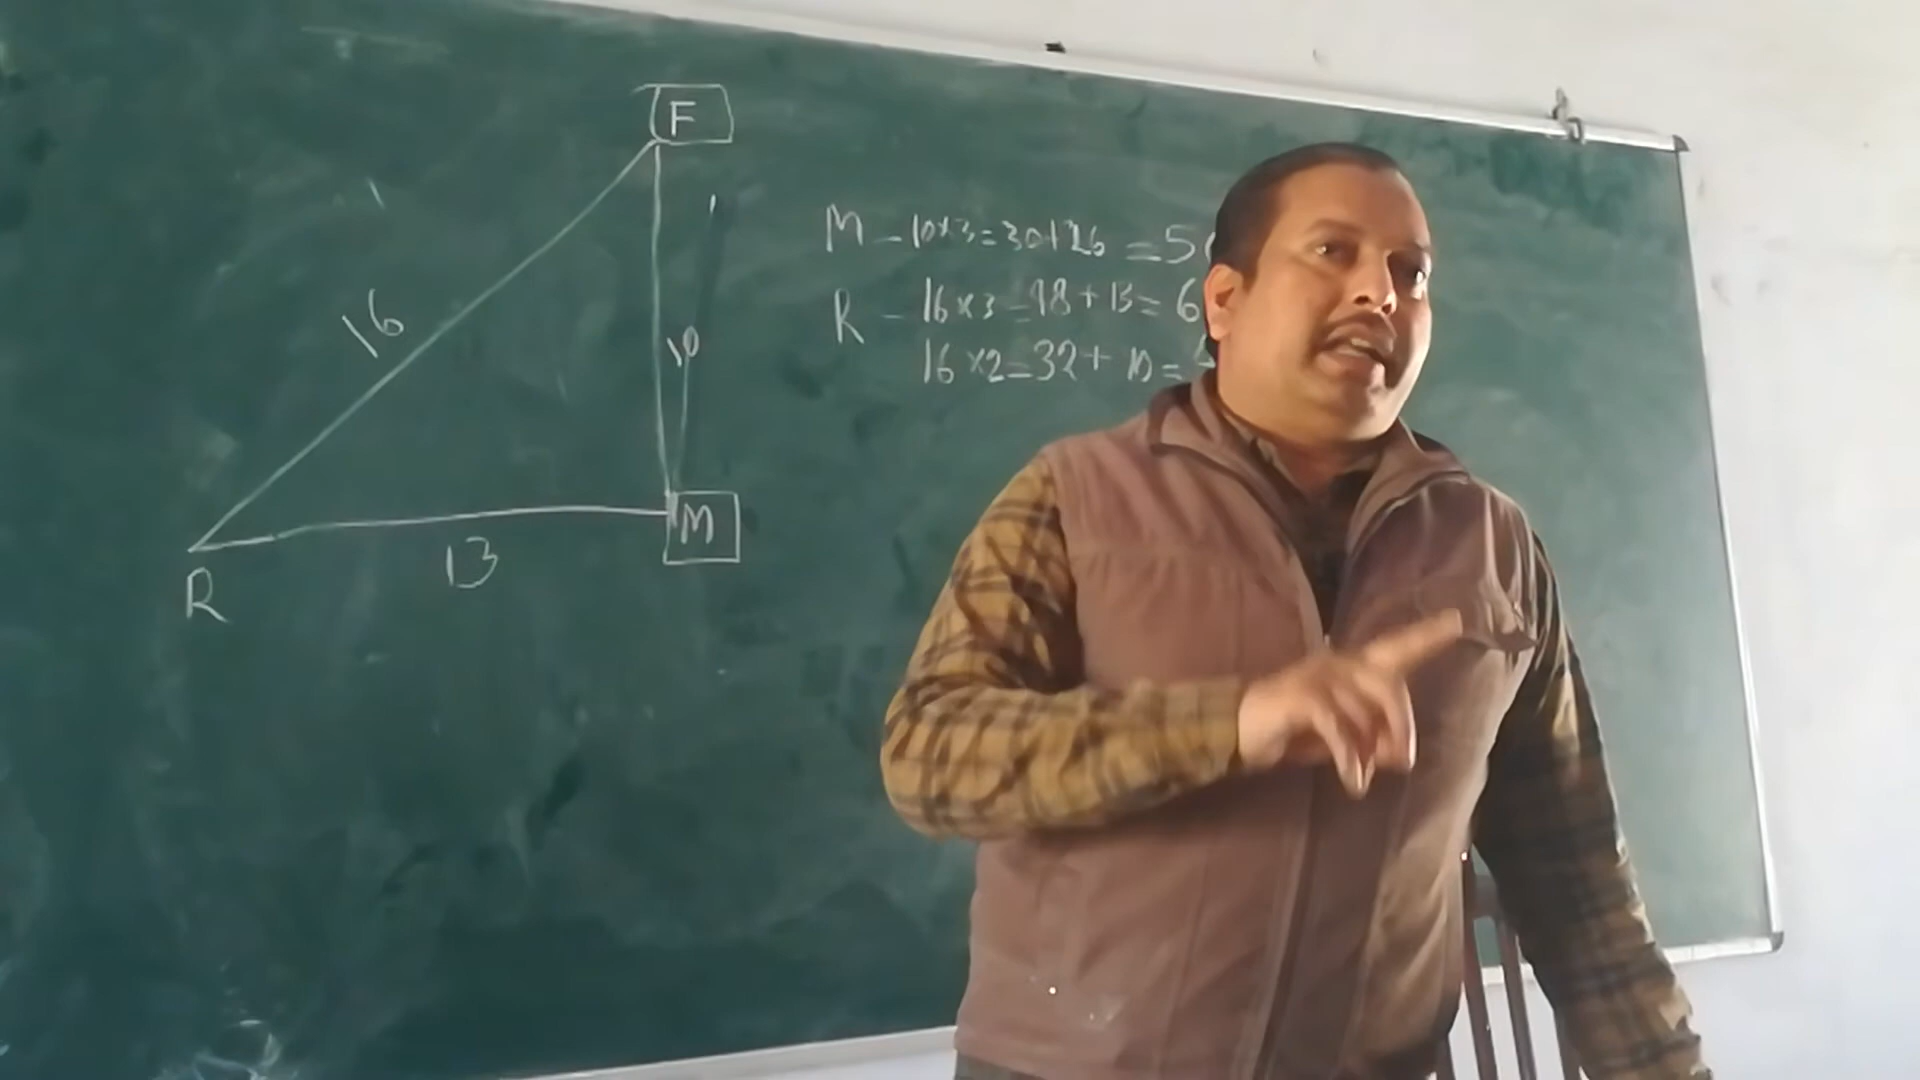 F
M - 10×3=30+26 = 5
16
R - 16×3=48+13= 6
10
16×2=32+10=
M
13
R